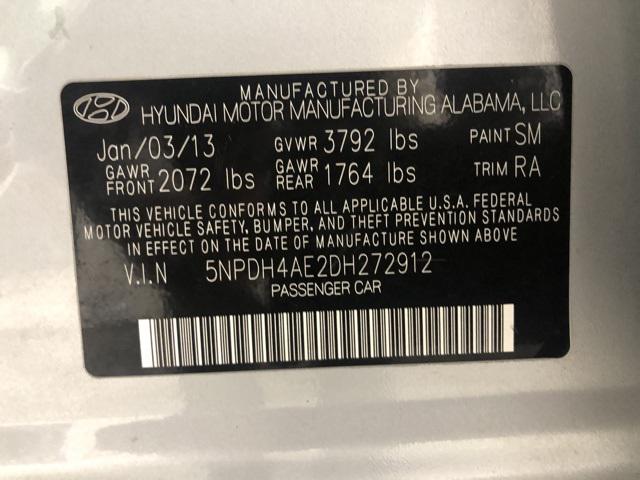 MANUFACTURED BY
HYUNDAI MOTOR MANUFACTURING ALABAMA, LLC
Jan/03/13 GVWR 3792 lbs PAINT SM
GAWR FRONT 2072 lbs GAWR REAR 1764 lbs TRIM RA
THIS VEHICLE CONFORMS TO ALL APPLICABLE U.S.A. FEDERAL
MOTOR VEHICLE SAFETY, BUMPER, AND THEFT PREVENTION STANDARDS
IN EFFECT ON THE DATE OF MANUFACTURE SHOWN ABOVE
V.I.N 5NPDH4AE2DH272912
PASSENGER CAR